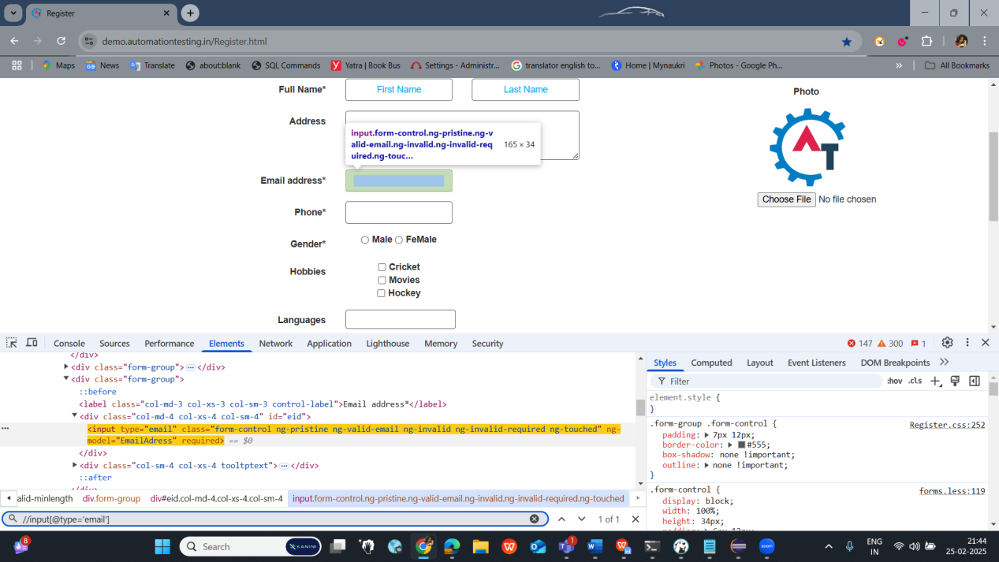 Register
demo.automationtesting.in/Register.html
Maps News Translate about:blank SQL Commands Yatra | Book Bus Settings - Administr... translator english to... Home | Mynaukri Photos - Google Ph... » All Bookmarks
Full Name* First Name Last Name
Photo
Address
input.form-control.ng-pristine.ng-v
alid-email.ng-invalid.ng-invalid-req
uired.ng-touc...
165 × 34
Email address*
Choose File No file chosen
Phone*
Gender* Male FeMale
Hobbies Cricket
Movies
Hockey
Languages
Console Sources Performance Elements Network Application Lighthouse Memory Security 147 300 1
</div>
<div class="form-group"> </div>
<div class="form-group">
::before
<label class="col-md-3 col-xs-3 col-sm-3 control-label">Email address*</label>
<div class="col-md-4 col-xs-4 col-sm-4" id="eid">
<input type="email" class="form-control ng-pristine ng-valid-email ng-invalid ng-invalid-required ng-touched" ng-
model="EmailAdress" required> == $0
</div>
<div class="col-sm-4 col-xs-4 tooltptext"> </div>
::after
</div>
alid-minlength div.form-group div#eid.col-md-4.col-xs-4.col-sm-4 input.form-control.ng-pristine.ng-valid-email.ng-invalid.ng-invalid-required.ng-touched
//input[@type='email'] 1 of 1
Styles Computed Layout Event Listeners DOM Breakpoints
Filter :hov .cls
element.style {
}
.form-group .form-control { Register.css:252
padding: 7px 12px;
border-color: #555;
box-shadow: none !important;
outline: none !important;
}
.form-control { forms.less:119
display: block;
width: 100%;
height: 34px;
padding: 6px 12px;
8 Search KANINI 1 ENG
IN
21:44
25-02-2025